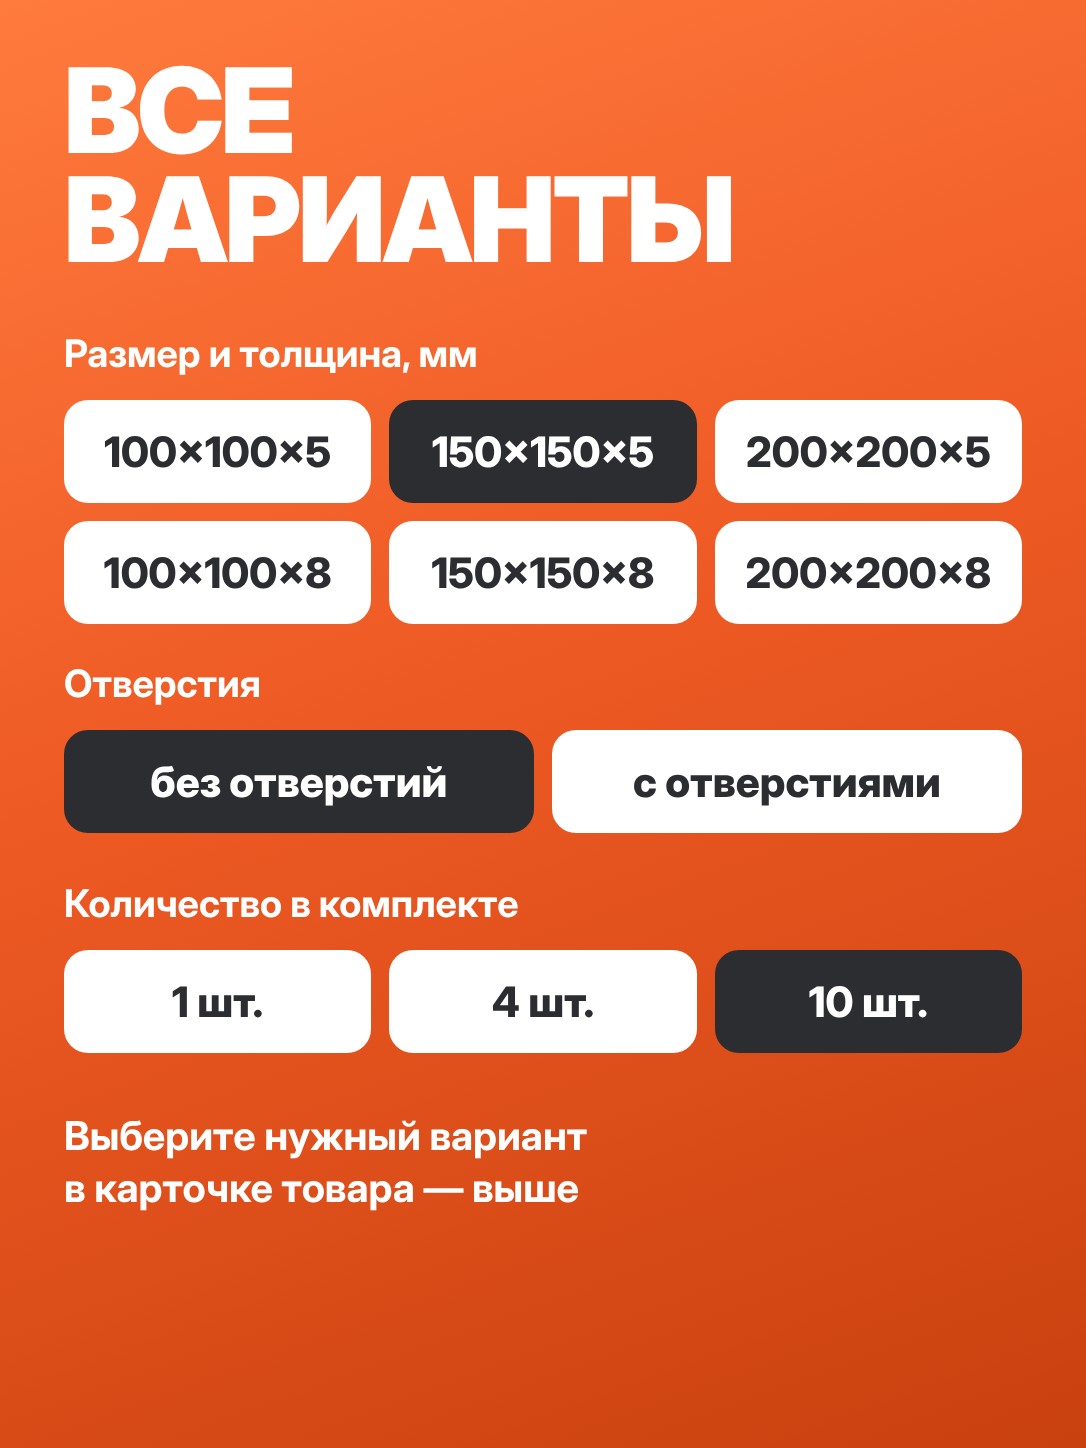 ВСЕ
ВАРИАНТЫ
Размер и толщина, мм
100×100×5 150×150×5 200×200×5
100×100×8 150×150×8 200×200×8
Отверстия
без отверстий с отверстиями
Количество в комплекте
1 шт. 4 шт. 10 шт.
Выберите нужный вариант
в карточке товара — выше